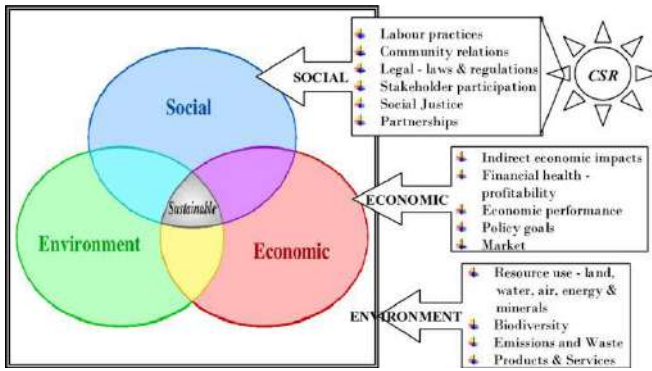 Social
Environment
Economic
Sustainable
SOCIAL
Labour practices
Community relations
Legal - laws & regulations
Stakeholder participation
Social Justice
Partnerships
CSR
ECONOMIC
Indirect economic impacts
Financial health -
profitability
Economic performance
Policy goals
Market
ENVIRONMENT
Resource use - land,
water, air, energy &
minerals
Biodiversity
Emissions and Waste
Products & Services